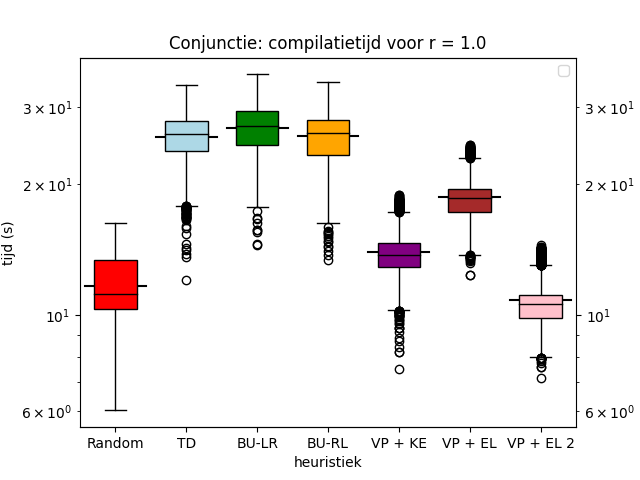 Conjunctie: compilatietijd voor r = 1.0
3 × 10¹
3 × 10¹
2 × 10¹
2 × 10¹
tijd (s)
10¹
10¹
6 × 10⁰
6 × 10⁰
Random TD BU-LR BU-RL VP + KE VP + EL VP + EL 2
heuristiek